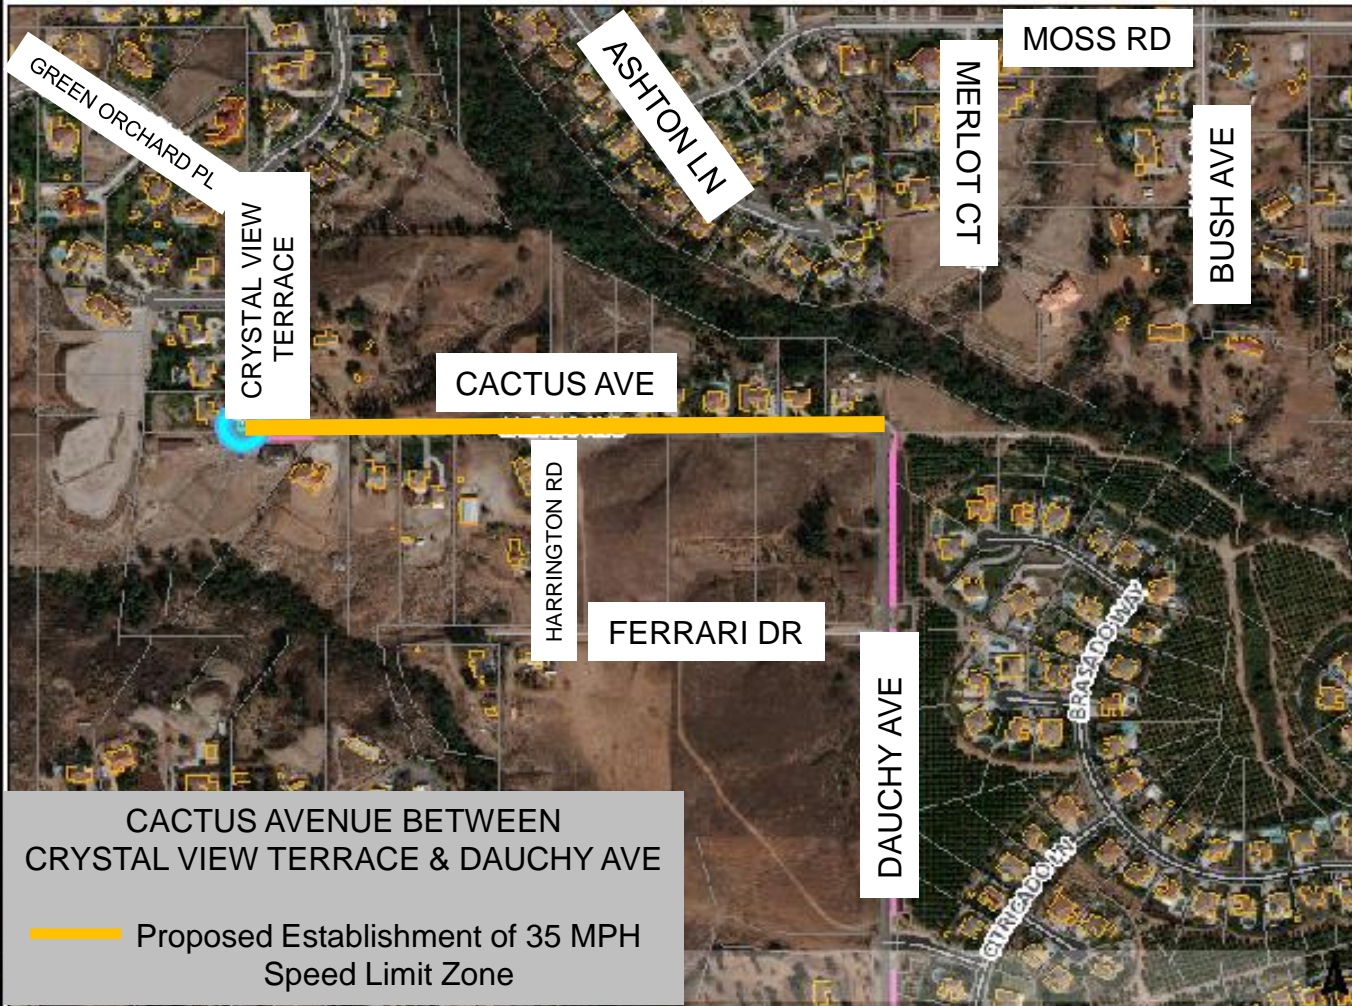 MOSS RD
GREEN ORCHARD PL
ASHTON LN
MERLOT CT
BUSH AVE
CRYSTAL VIEW
TERRACE
CACTUS AVE
HARRINGTON RD
FERRARI DR
DAUCHY AVE
BRASADO WAY
CACTUS AVENUE BETWEEN
CRYSTAL VIEW TERRACE & DAUCHY AVE
Proposed Establishment of 35 MPH
Speed Limit Zone